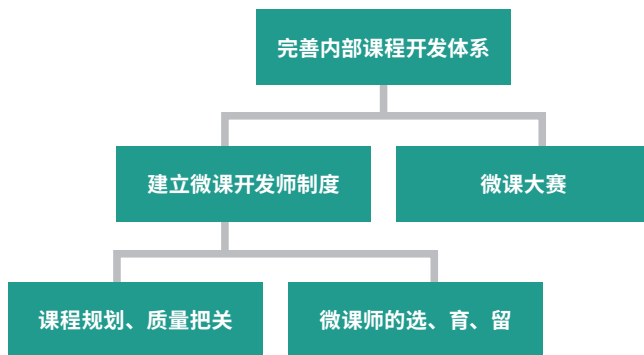 完善内部课程开发体系
建立微课开发师制度
微课大赛
课程规划、质量把关
微课师的选、育、留